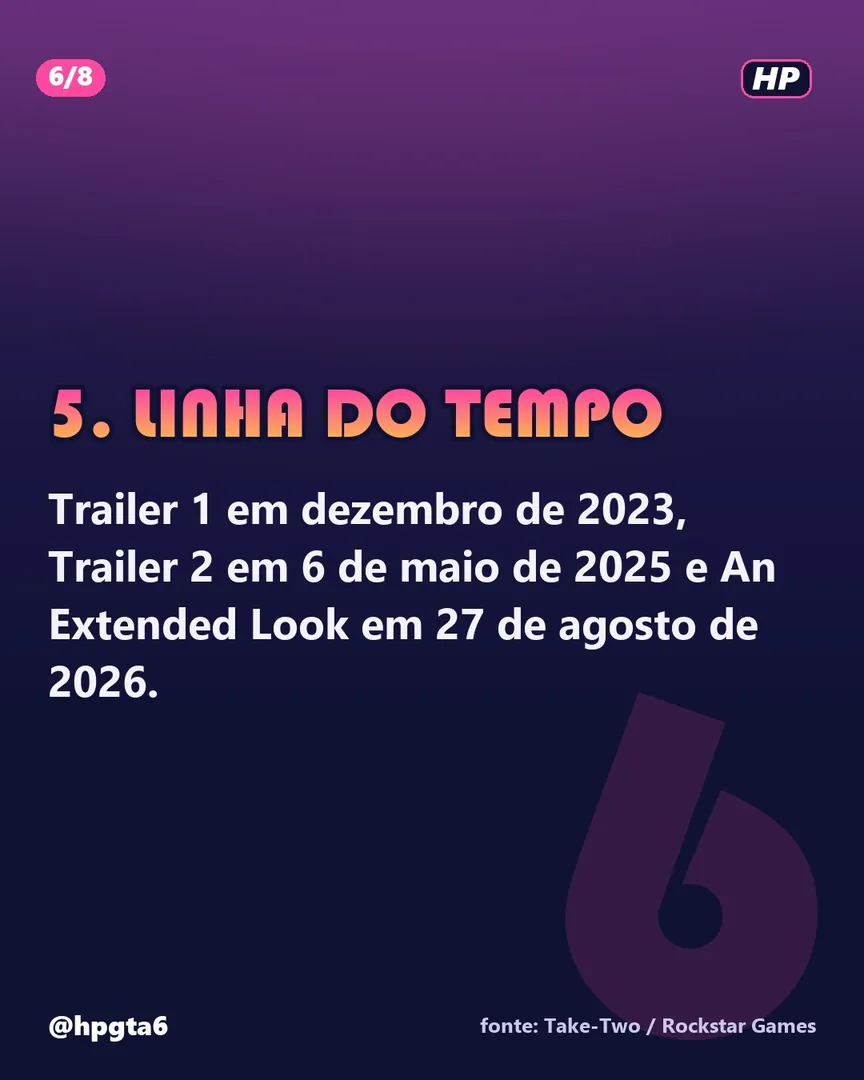 6/8
HP
5. LINHA DO TEMPO
Trailer 1 em dezembro de 2023,
Trailer 2 em 6 de maio de 2025 e An
Extended Look em 27 de agosto de
2026.
6
@hpgta6
fonte: Take-Two / Rockstar Games